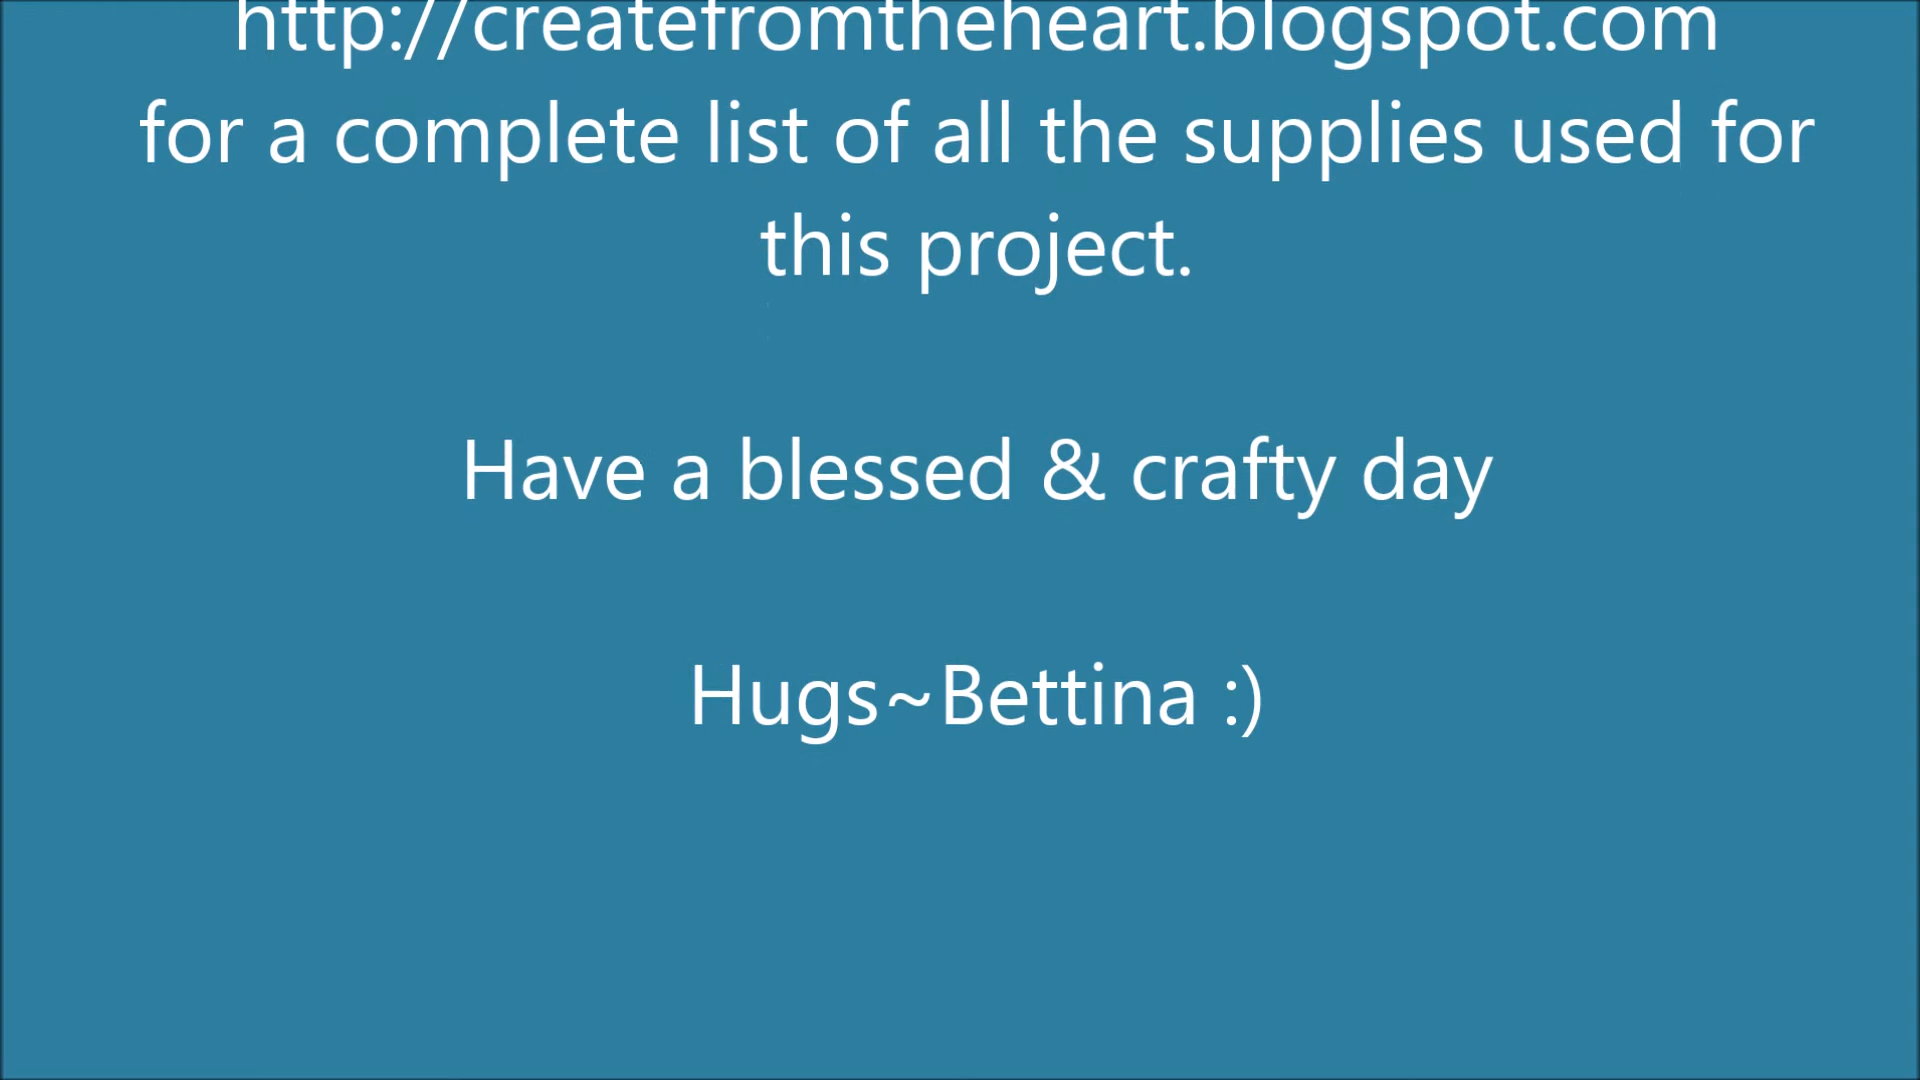 http://createfromtheheart.blogspot.com
for a complete list of all the supplies used for
this project.
Have a blessed & crafty day
Hugs~Bettina :)